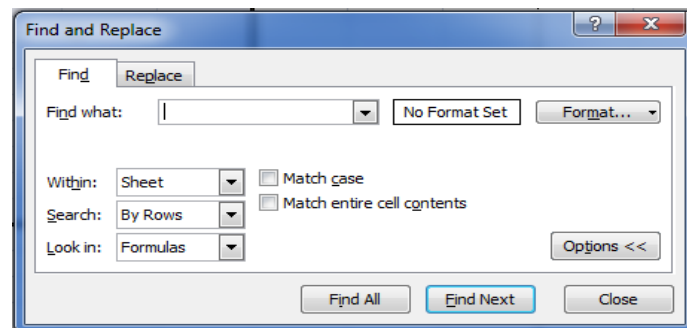 Find and Replace
Find Replace
Find what: No Format Set Format...
Within: Sheet Match case
Match entire cell contents
Search: By Rows
Look in: Formulas Options <<
Find All Find Next Close